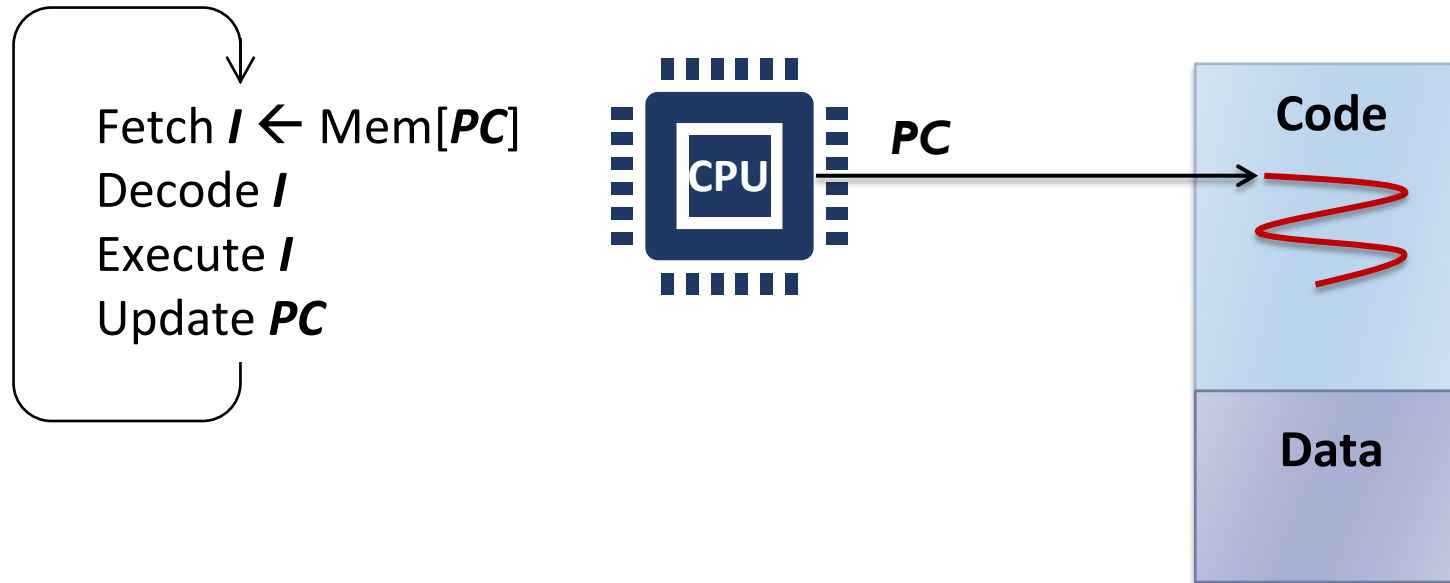 Fetch I ← Mem[PC]
Decode I
Execute I
Update PC
CPU
PC
Code
Data